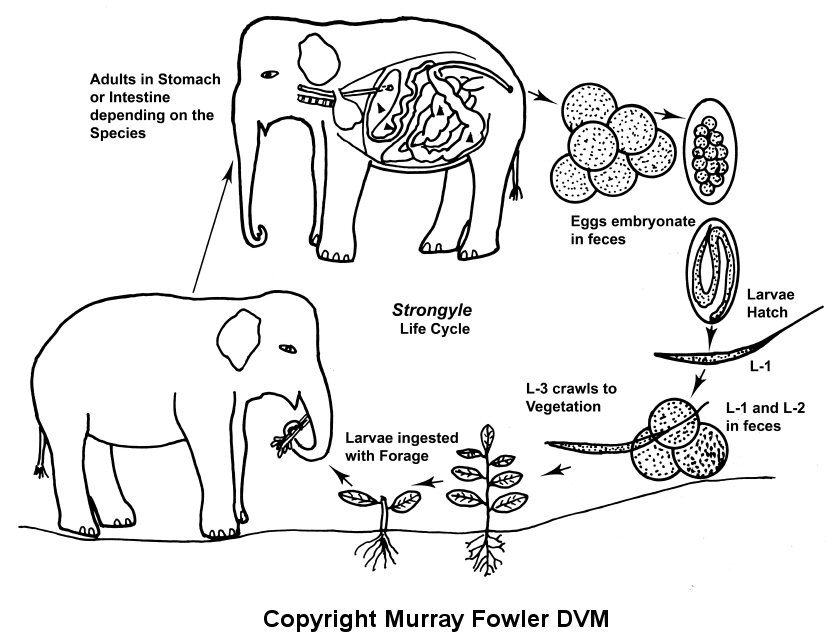 Adults in Stomach
or Intestine
depending on the
Species
Eggs embryonate
in feces
Larvae
Hatch
L-1
L-1 and L-2
in feces
L-3 crawls to
Vegetation
Larvae ingested
with Forage
Strongyle
Life Cycle
Copyright Murray Fowler DVM